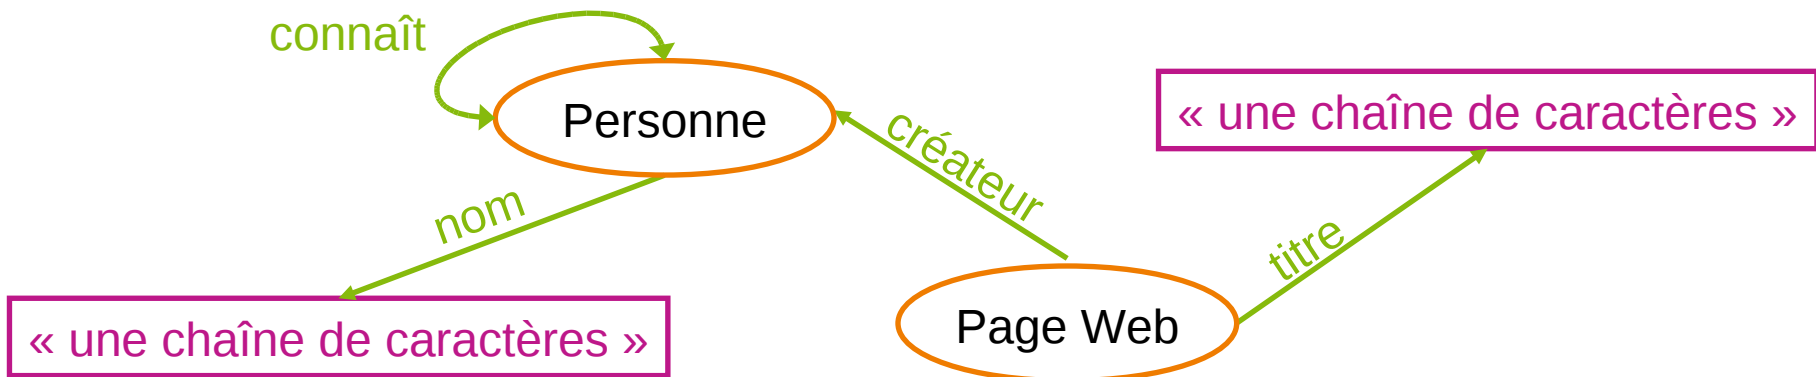 connaît
Personne
créateur
« une chaîne de caractères »
nom
titre
« une chaîne de caractères »
Page Web